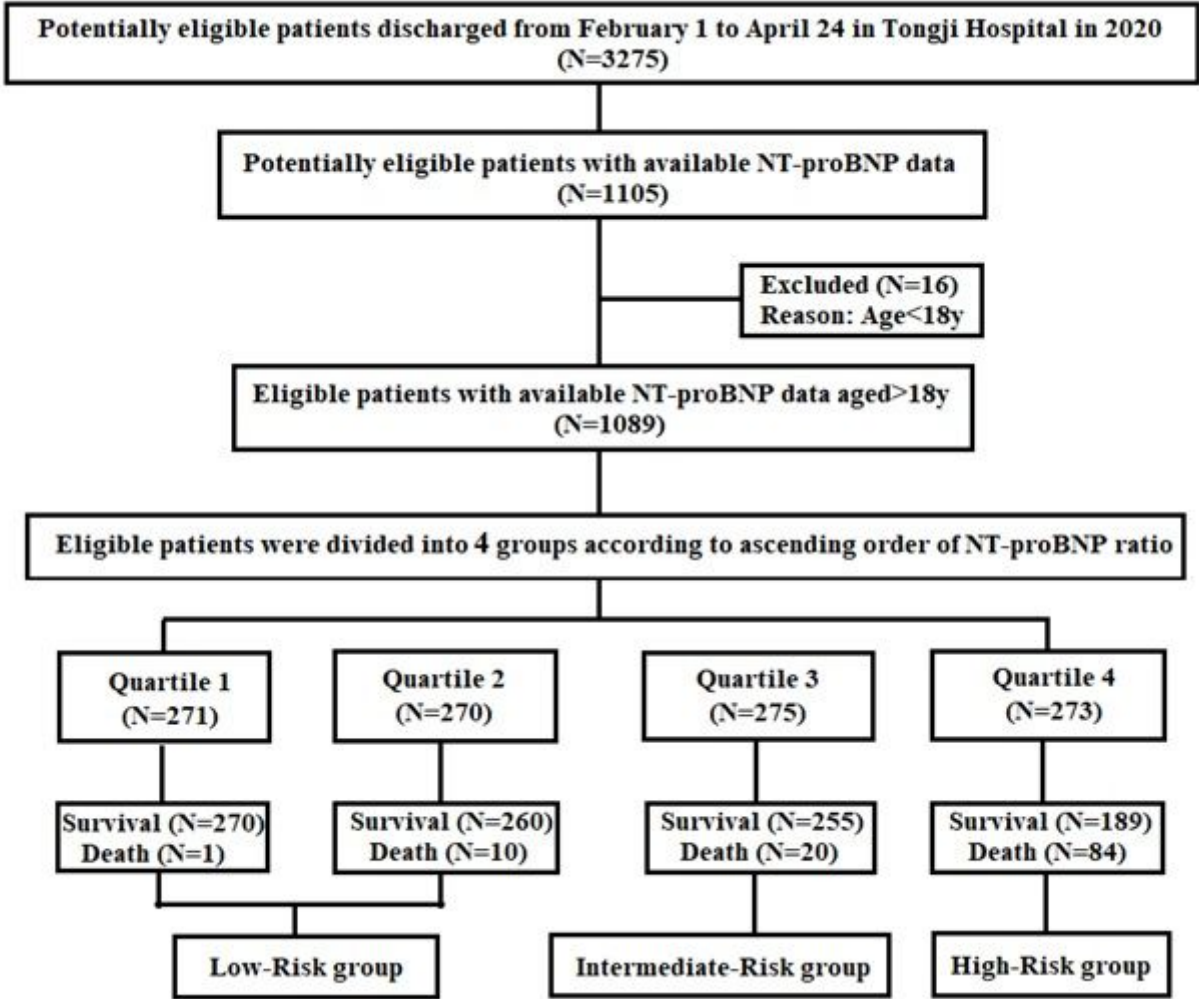 Potentially eligible patients discharged from February 1 to April 24 in Tongji Hospital in 2020
(N=3275)
Potentially eligible patients with available NT-proBNP data
(N=1105)
Excluded (N=16)
Reason: Age<18y
Eligible patients with available NT-proBNP data aged>18y
(N=1089)
Eligible patients were divided into 4 groups according to ascending order of NT-proBNP ratio
Quartile 1
(N=271)
Quartile 2
(N=270)
Quartile 3
(N=275)
Quartile 4
(N=273)
Survival (N=270)
Death (N=1)
Survival (N=260)
Death (N=10)
Survival (N=255)
Death (N=20)
Survival (N=189)
Death (N=84)
Low-Risk group
Intermediate-Risk group
High-Risk group